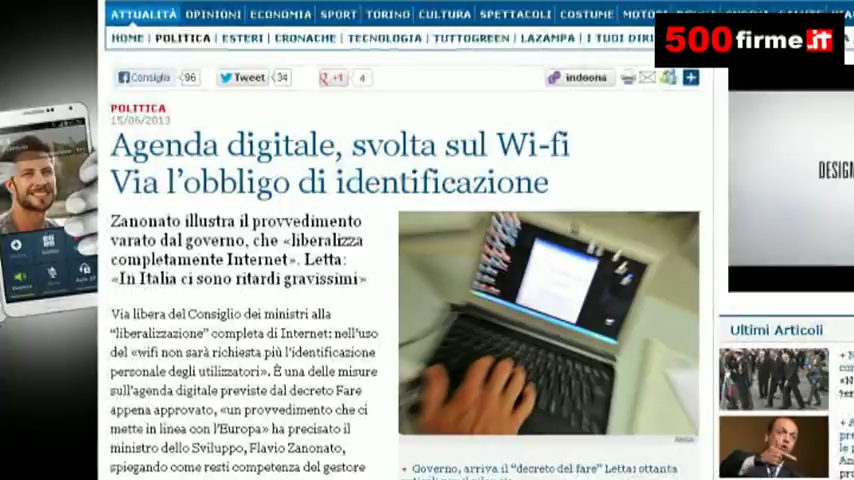 ATTUALITÀ OPINIONI ECONOMIA SPORT TORINO CULTURA SPETTACOLI COSTUME MOTORI
500firme.it
HOME POLITICA ESTERI CRONACHE TECNOLOGIA TUTTOGREEN LAZAMPA I TUOI
Consiglia 96 Tweet 34 +1 4 indoona
POLITICA
15/06/2013
Agenda digitale, svolta sul Wi-fi
Via l'obbligo di identificazione
DESIGN
Zanonato illustra il provvedimento
varato dal governo, che «liberalizza
completamente Internet». Letta:
«In Italia ci sono ritardi gravissimi»
Via libera del Consiglio dei ministri alla
"liberalizzazione" completa di Internet: nell'uso
del «wifi non sarà richiesta più l'identificazione
personale degli utilizzatori». È una delle misure
sull'agenda digitale previste dal decreto Fare
appena approvato, «un provvedimento che ci
mette in linea con l'Europa» ha precisato il
ministro dello Sviluppo, Flavio Zanonato,
spiegando come resti competenza del gestore
ANSA
+ Governo, arriva il "decreto del fare" Letta: ottanta
Ultimi Articoli